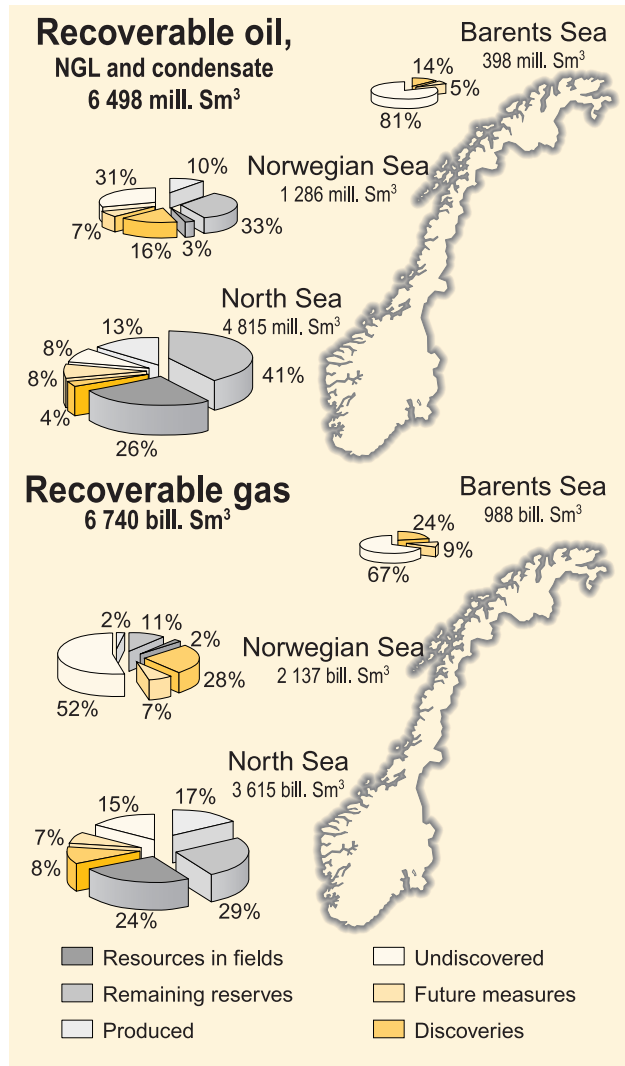 Recoverable oil,
NGL and condensate
6 498 mill. Sm³
Barents Sea
398 mill. Sm³
14%
5%
81%
Norwegian Sea
1 286 mill. Sm³
10%
31%
33%
7%
16%
3%
North Sea
4 815 mill. Sm³
13%
8%
8%
41%
4%
26%
Recoverable gas
6 740 bill. Sm³
Barents Sea
988 bill. Sm³
24%
9%
67%
Norwegian Sea
2 137 bill. Sm³
2%
11%
2%
28%
7%
52%
North Sea
3 615 bill. Sm³
15%
17%
7%
8%
29%
24%
Resources in fields
Remaining reserves
Produced
Undiscovered
Future measures
Discoveries